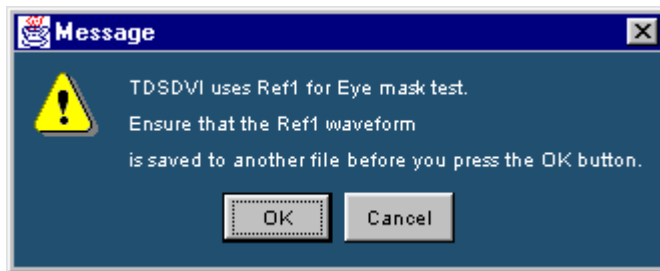 Message
TDSDVI uses Ref1 for Eye mask test.
Ensure that the Ref1 waveform
is saved to another file before you press the OK button.
OK Cancel